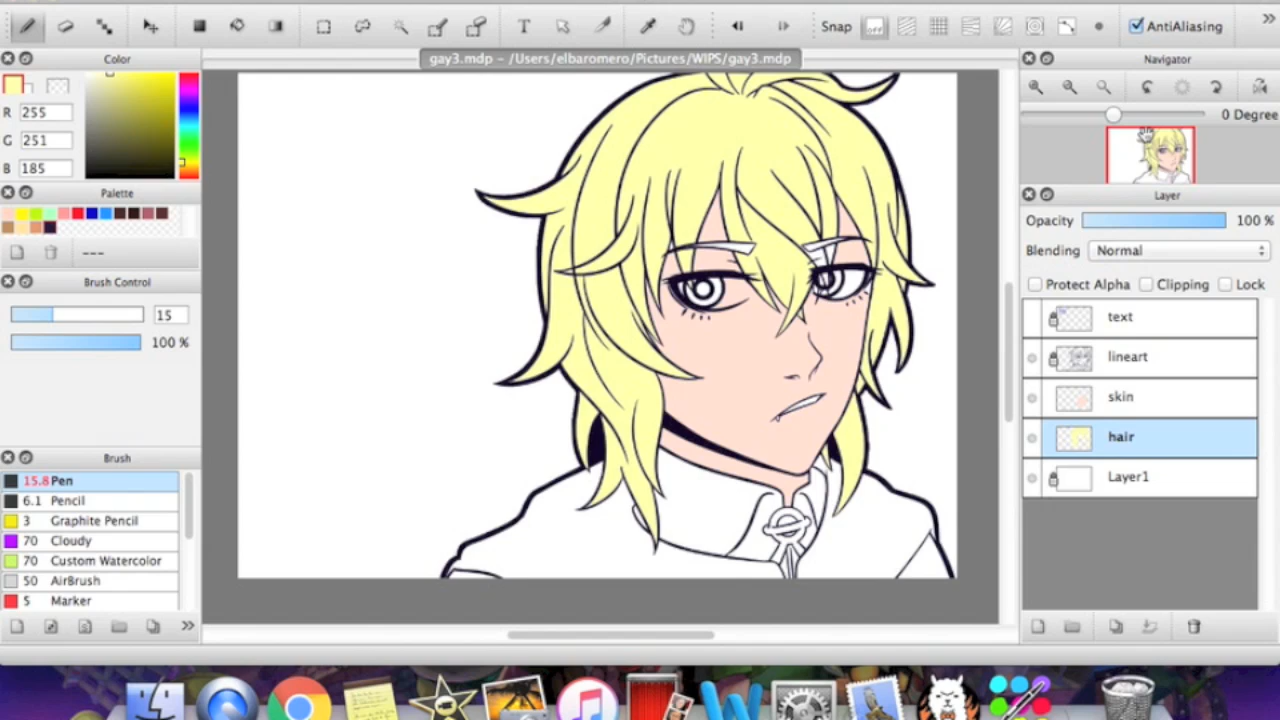 T
Snap
off
AntiAliasing
»
gay3.mdp - /Users/elbaromero/Pictures/WIPS/gay3.mdp
Color
R 255
G 251
B 185
Palette
---
Brush Control
15
100 %
Brush
15.8 Pen
6.1 Pencil
3 Graphite Pencil
70 Cloudy
70 Custom Watercolor
50 AirBrush
5 Marker
»
Navigator
0 Degree
Layer
Opacity 100 %
Blending Normal
Protect Alpha Clipping Lock
text
lineart
skin
hair
Layer1